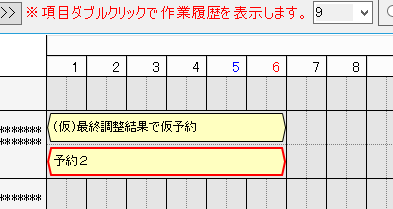 >> ※項目ダブルクリックで作業履歴を表示します。 9
1 2 3 4 5 6 7 8
******* (仮)最終調整結果で仮予約
*******
予約２
*******